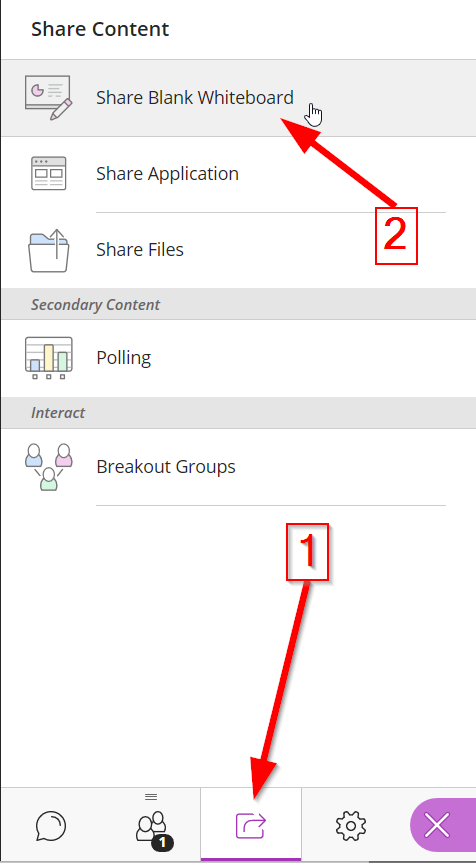 Share Content
Share Blank Whiteboard
Share Application
2
Share Files
Secondary Content
Polling
Interact
Breakout Groups
1
1